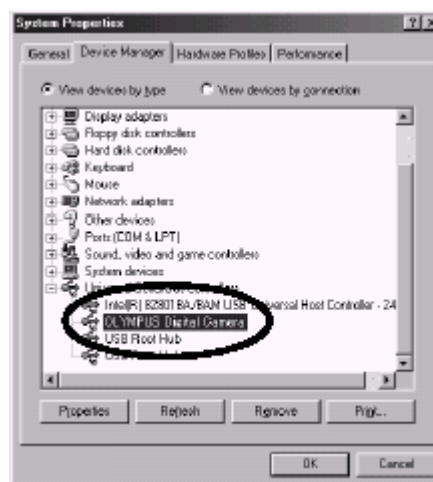 System Properties
General Device Manager Hardware Profiles Performance
View devices by type View devices by connection
Display adapters
Floppy disk controllers
Hard disk controllers
Keyboard
Mouse
Network adapters
Other devices
Ports (COM & LPT)
Sound, video and game controllers
System devices
Universal controllers
Intel(R) 82801BA/BAM USB Universal Host Controller - 24
OLYMPUS Digital Camera
USB Root Hub
Properties Refresh Remove Print...
OK Cancel